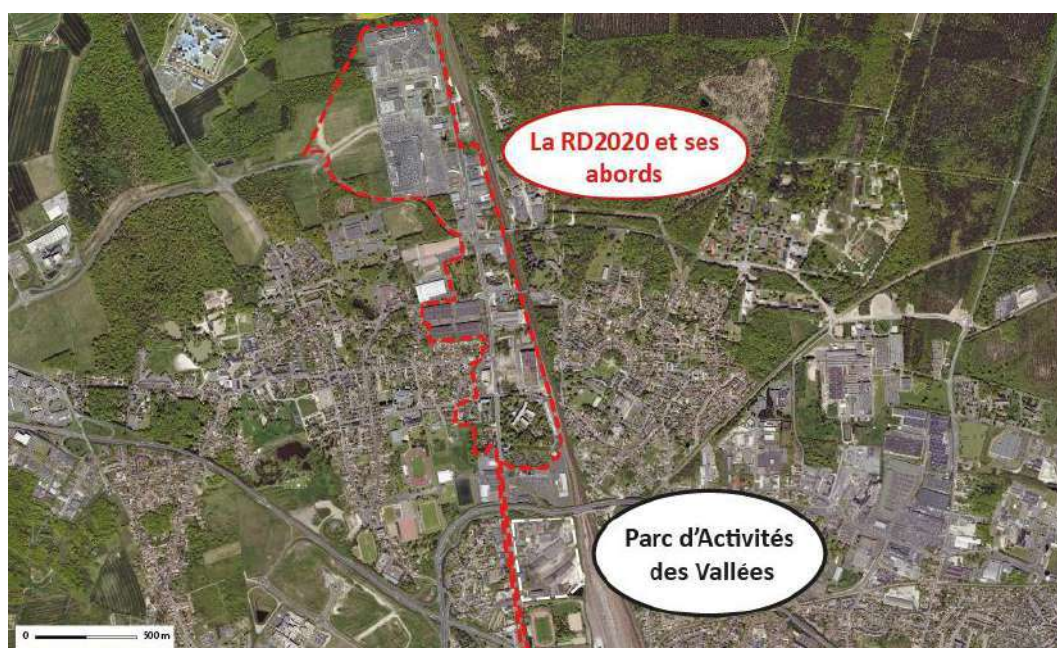 La RD2020 et ses
abords
Parc d'Activités
des Vallées
0 500 m